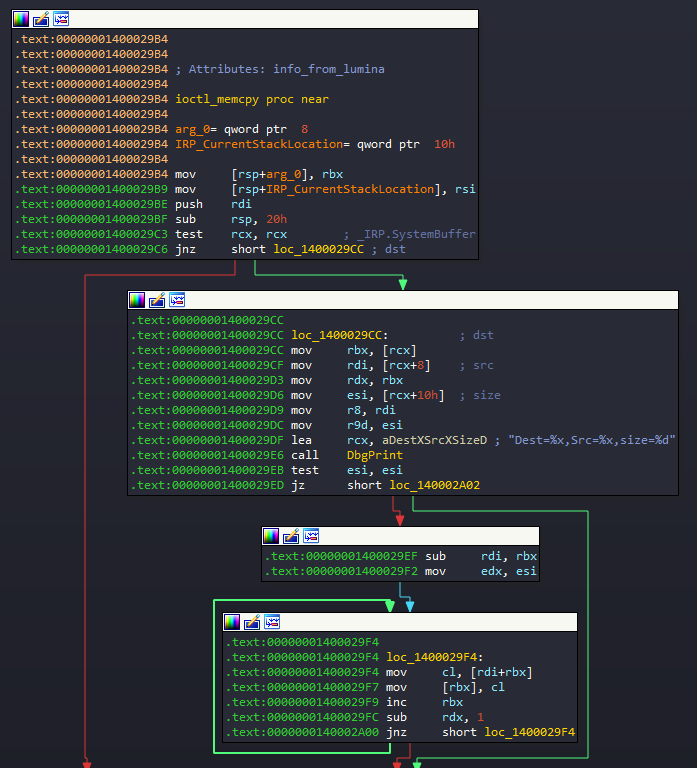 .text:00000001400029B4
.text:00000001400029B4
.text:00000001400029B4 ; Attributes: info_from_lumina
.text:00000001400029B4
.text:00000001400029B4 ioctl_memcpy proc near
.text:00000001400029B4
.text:00000001400029B4 arg_0= qword ptr  8
.text:00000001400029B4 IRP_CurrentStackLocation= qword ptr  10h
.text:00000001400029B4
.text:00000001400029B4 mov     [rsp+arg_0], rbx
.text:00000001400029B9 mov     [rsp+IRP_CurrentStackLocation], rsi
.text:00000001400029BE push    rdi
.text:00000001400029BF sub     rsp, 20h
.text:00000001400029C3 test    rcx, rcx        ; _IRP.SystemBuffer
.text:00000001400029C6 jnz     short loc_1400029CC ; dst
.text:00000001400029CC
.text:00000001400029CC loc_1400029CC:          ; dst
.text:00000001400029CC mov     rbx, [rcx]
.text:00000001400029CF mov     rdi, [rcx+8]    ; src
.text:00000001400029D3 mov     rdx, rbx
.text:00000001400029D6 mov     esi, [rcx+10h]  ; size
.text:00000001400029D9 mov     r8, rdi
.text:00000001400029DC mov     r9d, esi
.text:00000001400029DF lea     rcx, aDestXSrcXSizeD ; "Dest=%x,Src=%x,size=%d"
.text:00000001400029E6 call    DbgPrint
.text:00000001400029EB test    esi, esi
.text:00000001400029ED jz      short loc_140002A02
.text:00000001400029EF sub     rdi, rbx
.text:00000001400029F2 mov     edx, esi
.text:00000001400029F4
.text:00000001400029F4 loc_1400029F4:
.text:00000001400029F4 mov     cl, [rdi+rbx]
.text:00000001400029F7 mov     [rbx], cl
.text:00000001400029F9 inc     rbx
.text:00000001400029FC sub     rdx, 1
.text:0000000140002A00 jnz     short loc_1400029F4